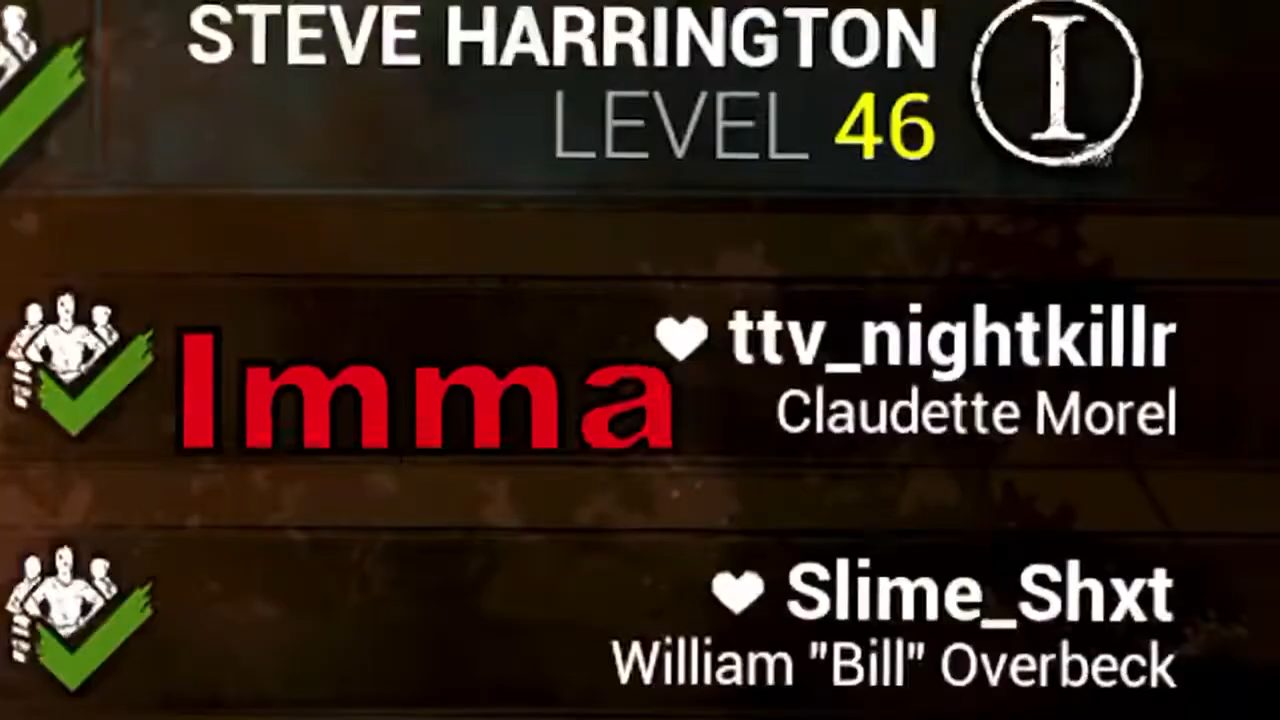 STEVE HARRINGTON
LEVEL 46
I
ttv_nightkillr
Imma
Claudette Morel
Slime_Shxt
William "Bill" Overbeck